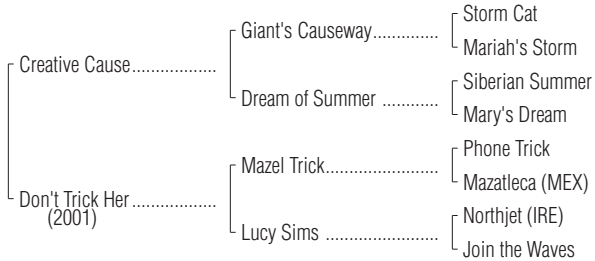 Storm Cat
Giant's Causeway..............
Mariah's Storm
Creative Cause..................
Siberian Summer
Dream of Summer ............
Mary's Dream
Phone Trick
Mazel Trick........................
Mazatleca (MEX)
Don't Trick Her..................
(2001)
Northjet (IRE)
Lucy Sims ........................
Join the Waves